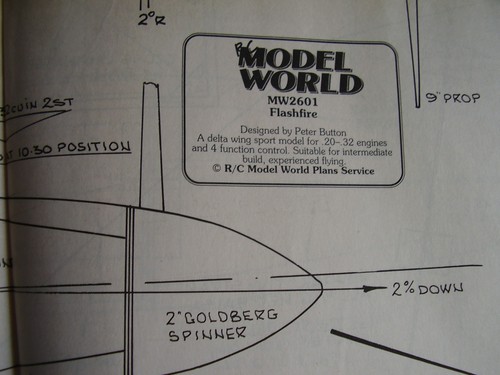 2°R
R/C MODEL
WORLD
MW2601
Flashfire
Designed by Peter Button
A delta wing sport model for .20–.32 engines
and 4 function control. Suitable for intermediate
build, experienced flying.
© R/C Model World Plans Service
9" PROP
CUIN 2ST
10:30 POSITION
2% DOWN
2" GOLDBERG
SPINNER